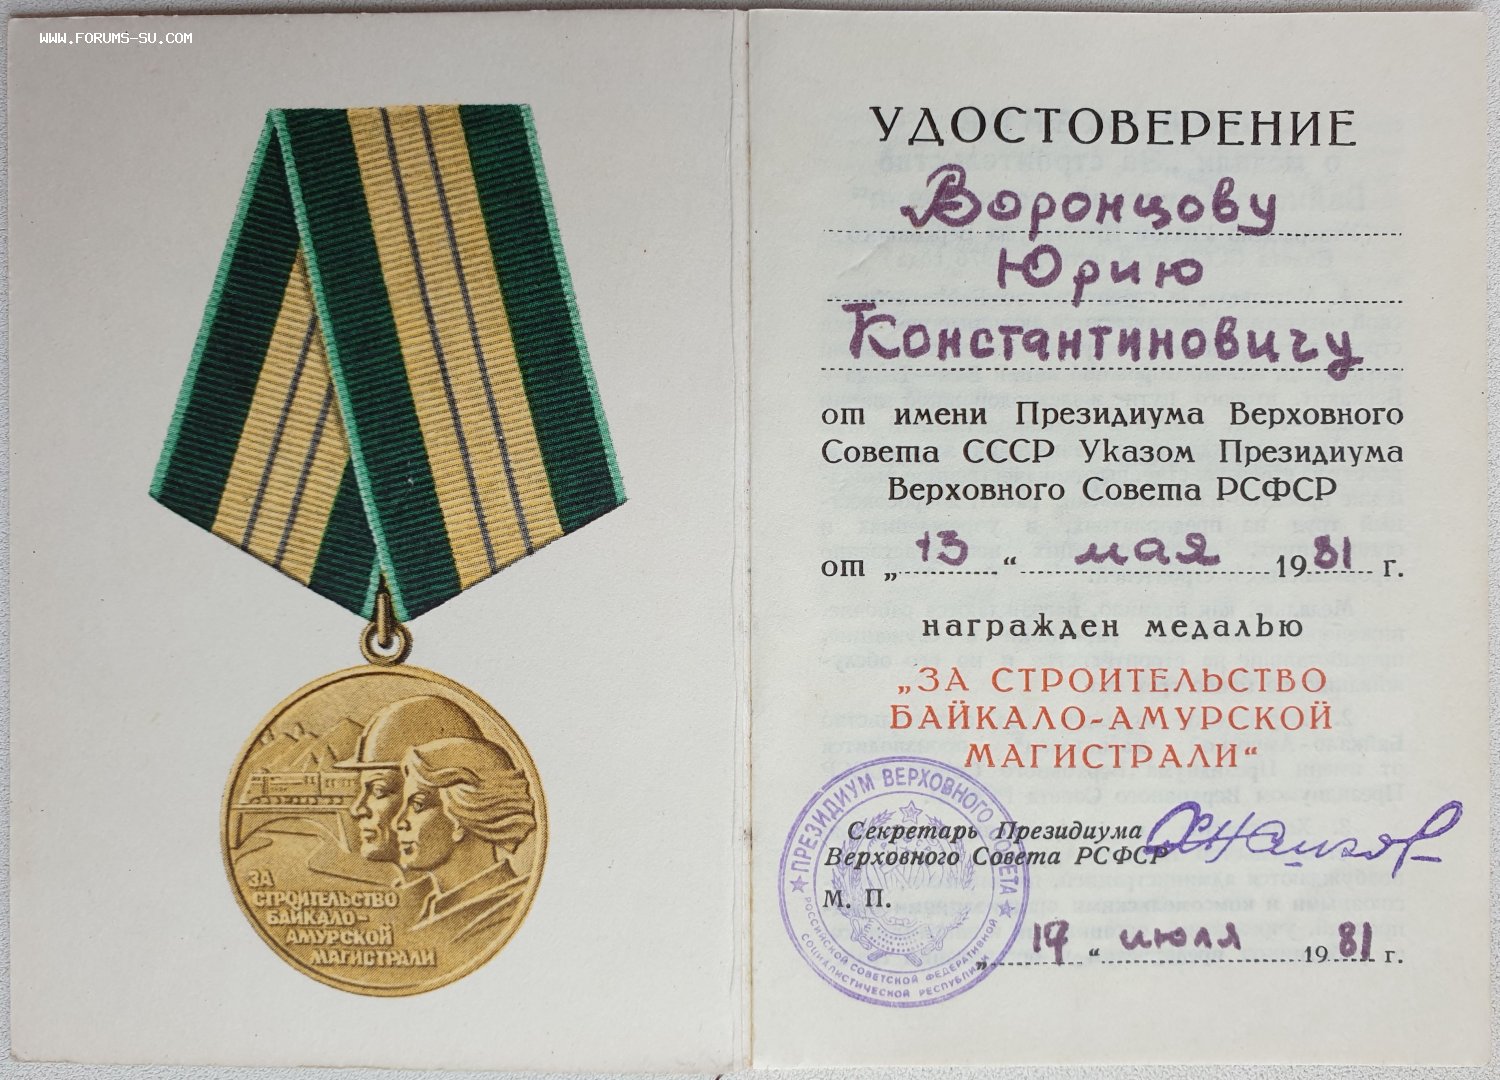 WWW.FORUMS-SU.COM
ЗА
СТРОИТЕЛЬСТВО
БАЙКАЛО-
АМУРСКОЙ
МАГИСТРАЛИ
УДОСТОВЕРЕНИЕ
Воронцову
Юрию
Константиновичу
от имени Президиума Верховного
Совета СССР Указом Президиума
Верховного Совета РСФСР
от „13“ мая 1981 г.
награжден медалью
„ЗА СТРОИТЕЛЬСТВО
БАЙКАЛО-АМУРСКОЙ
МАГИСТРАЛИ“
Секретарь Президиума
Верховного Совета РСФСР
М. П.
ПРЕЗИДИУМ ВЕРХОВНОГО СОВЕТА
РОССИЙСКОЙ СОВЕТСКОЙ ФЕДЕРАТИВНОЙ
СОЦИАЛИСТИЧЕСКОЙ РЕСПУБЛИКИ
„17“ июля 1981 г.